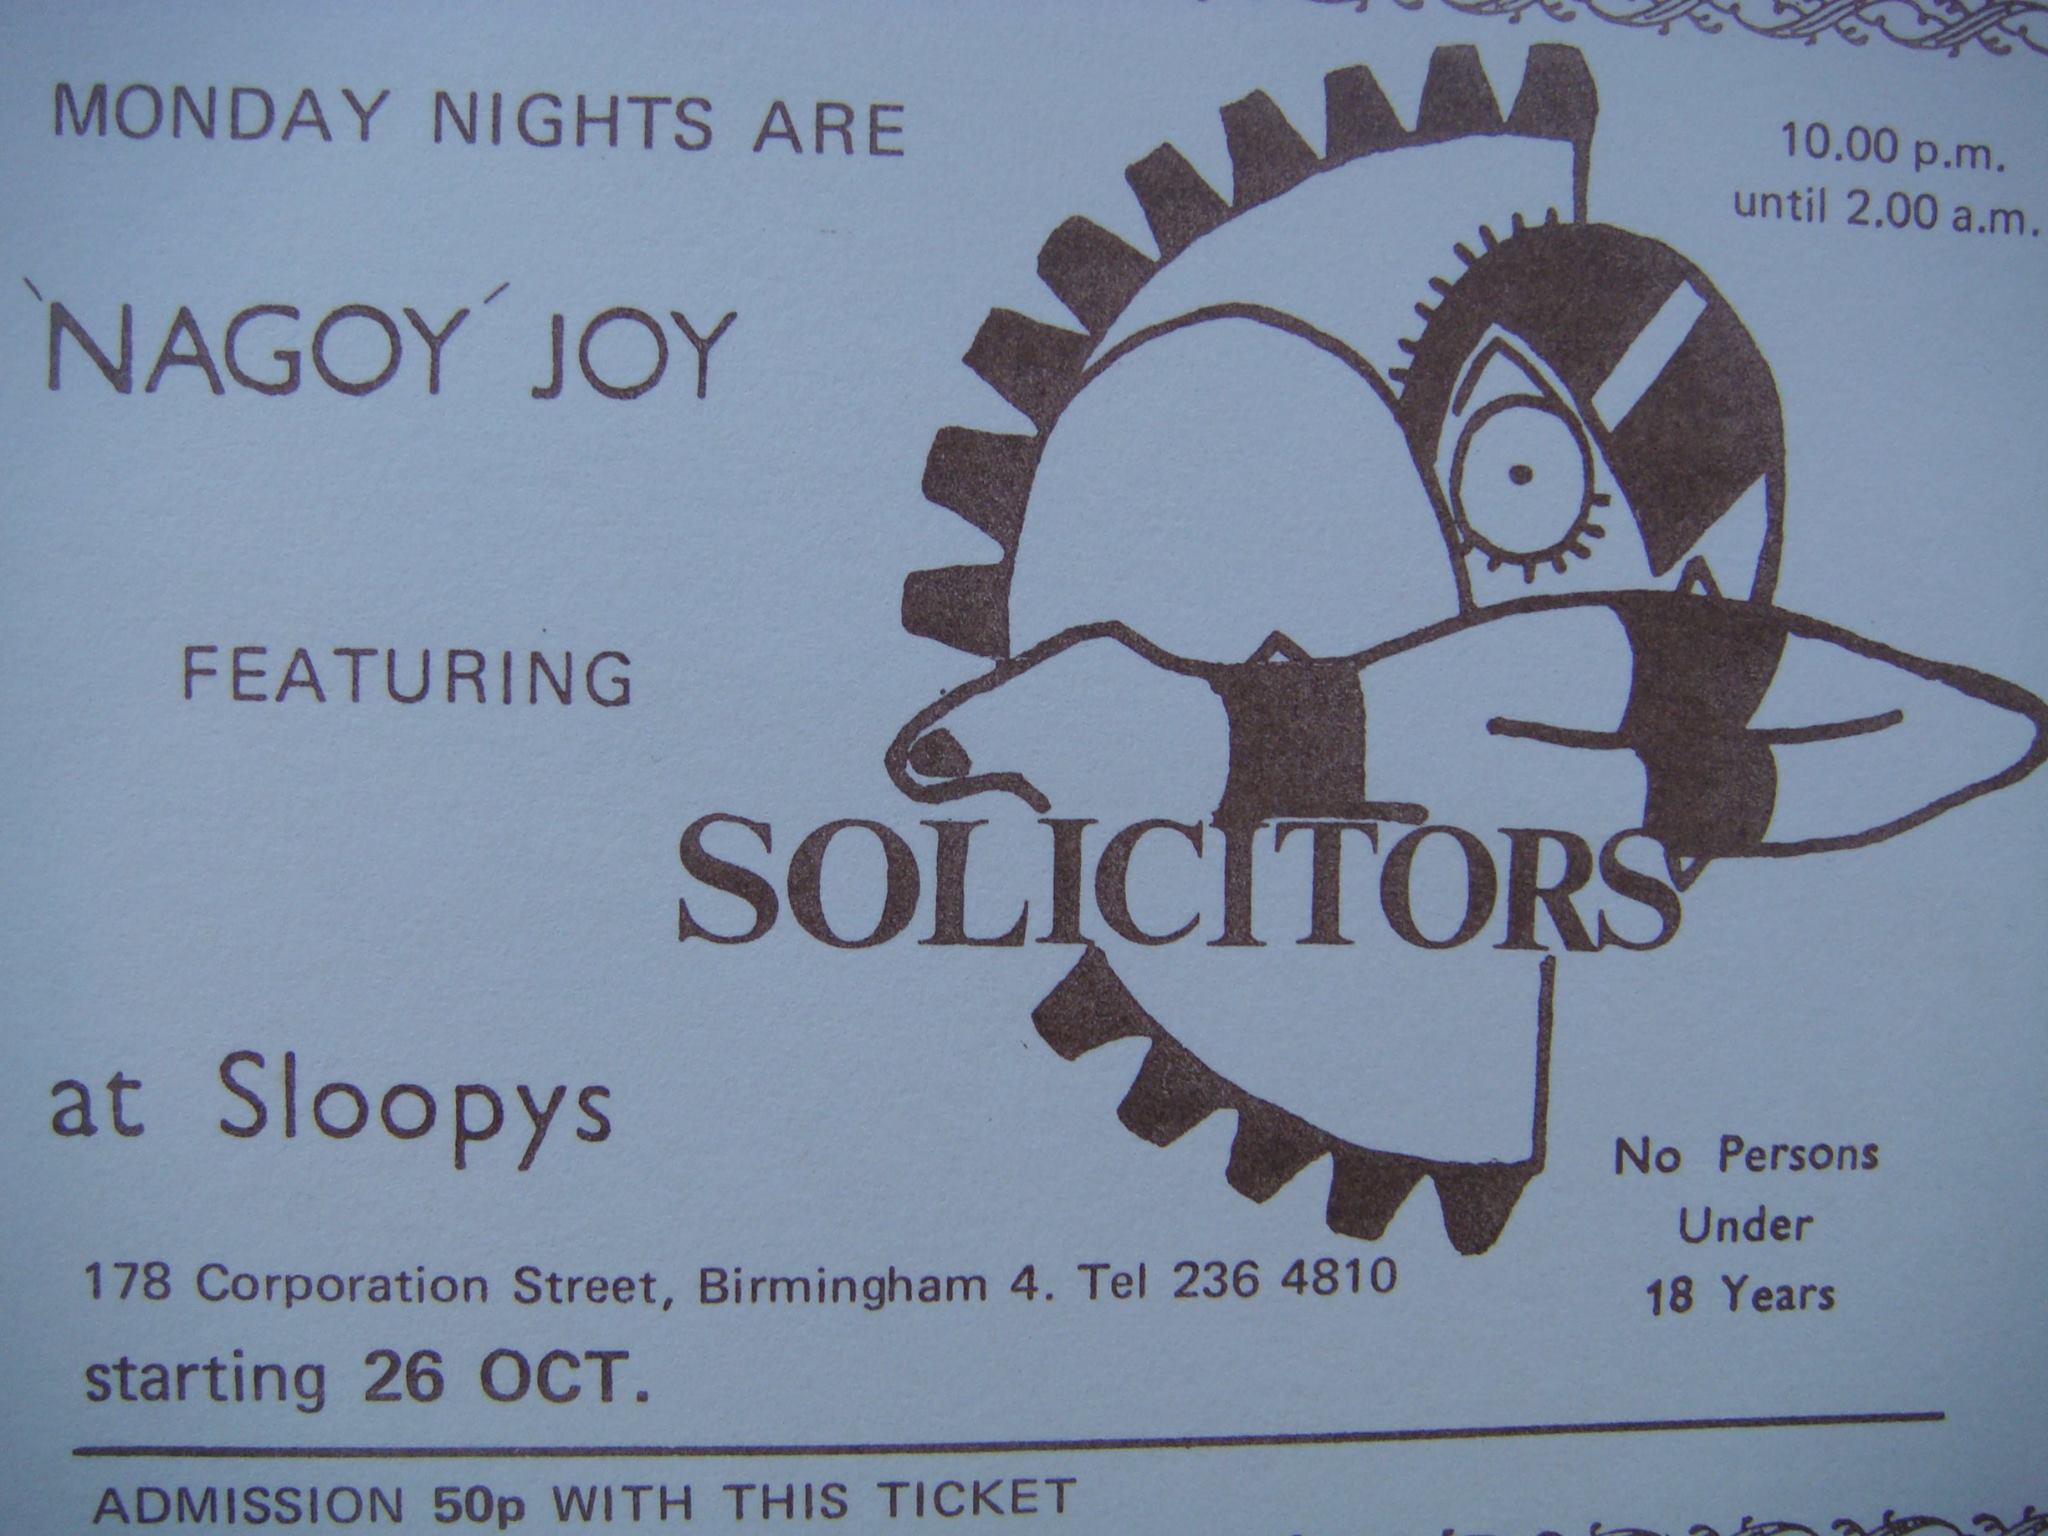 MONDAY NIGHTS ARE
10.00 p.m.
until 2.00 a.m.
`NAGOY´ JOY
FEATURING
SOLICITORS
at Sloopys
No Persons
Under
18 Years
178 Corporation Street, Birmingham 4. Tel 236 4810
starting 26 OCT.
ADMISSION 50p WITH THIS TICKET